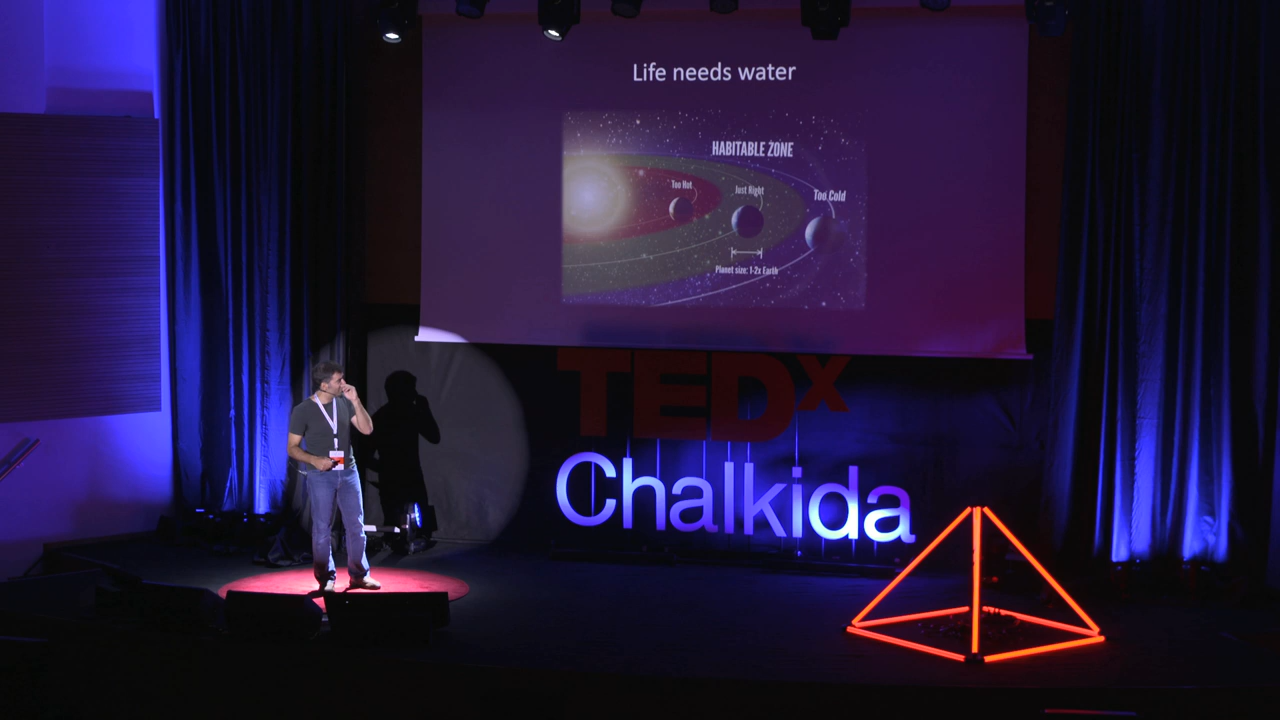 Life needs water
HABITABLE ZONE
Too Hot
Just Right
Too Cold
Planet size: 1-2x Earth
TEDx
Chalkida